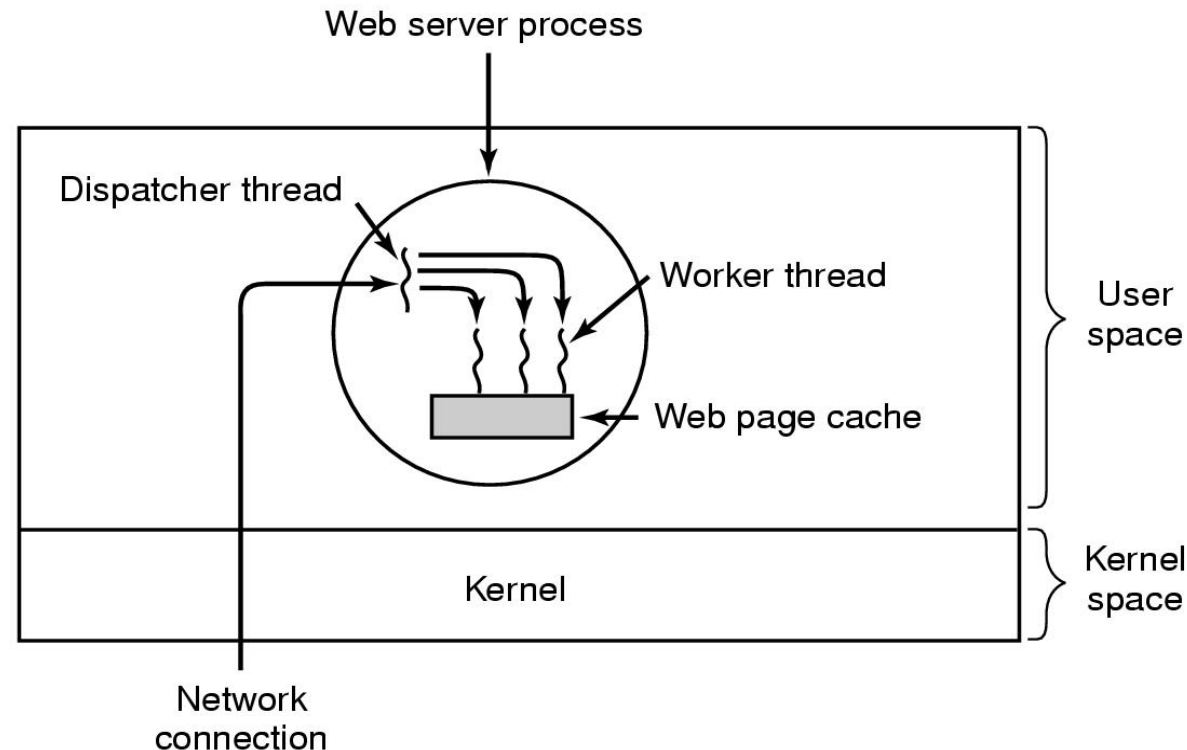 Web server process
Dispatcher thread
Worker thread
User
space
Web page cache
Kernel
Kernel
space
Network
connection